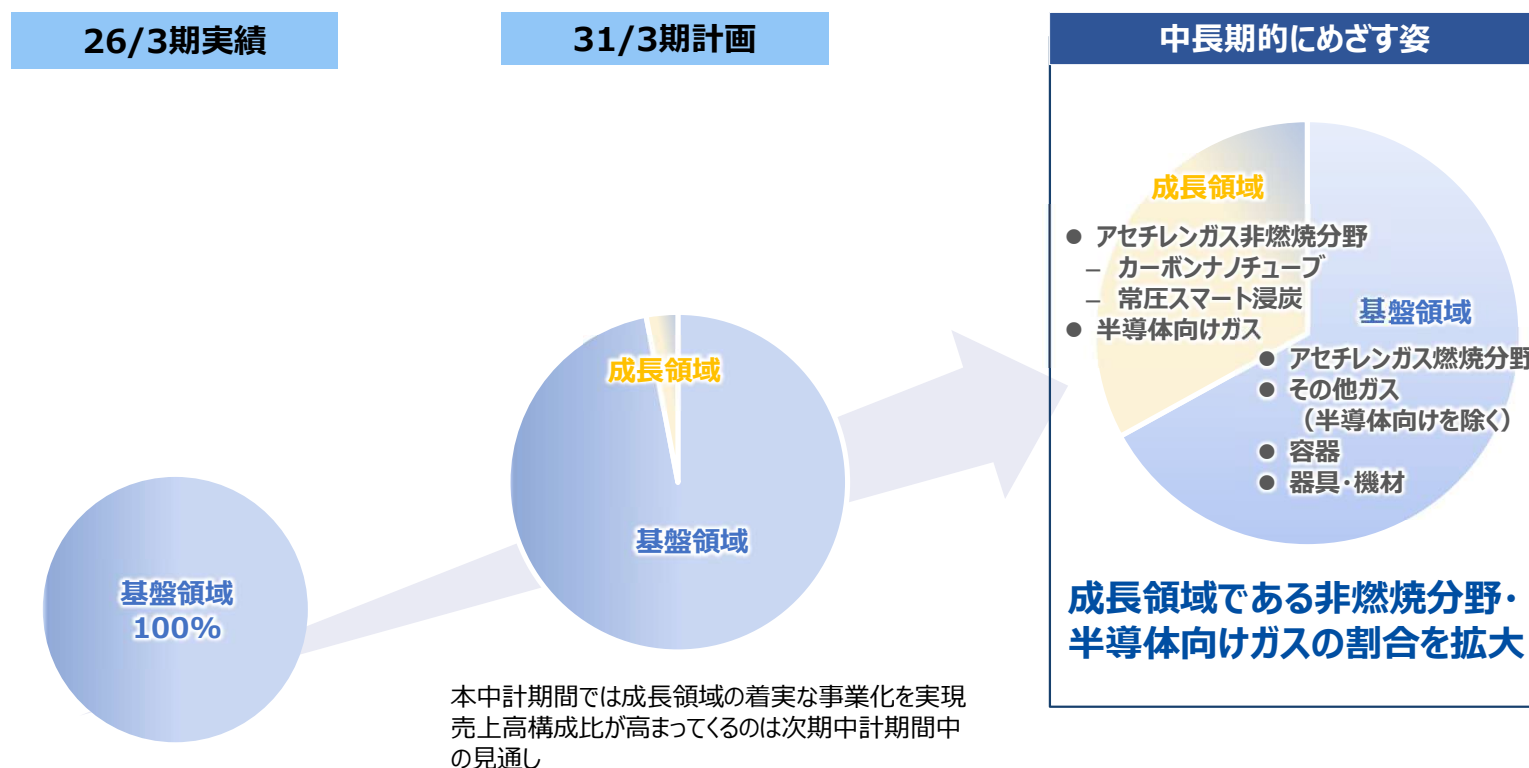 26/3期実績
31/3期計画
中長期的にめざす姿
基盤領域
100%
成長領域
基盤領域
本中計期間では成長領域の着実な事業化を実現
売上高構成比が高まってくるのは次期中計期間中
の見通し
成長領域
● アセチレンガス非燃焼分野
– カーボンナノチューブ
– 常圧スマート浸炭
● 半導体向けガス
基盤領域
● アセチレンガス燃焼分野
● その他ガス
（半導体向けを除く）
● 容器
● 器具・機材
成長領域である非燃焼分野・
半導体向けガスの割合を拡大